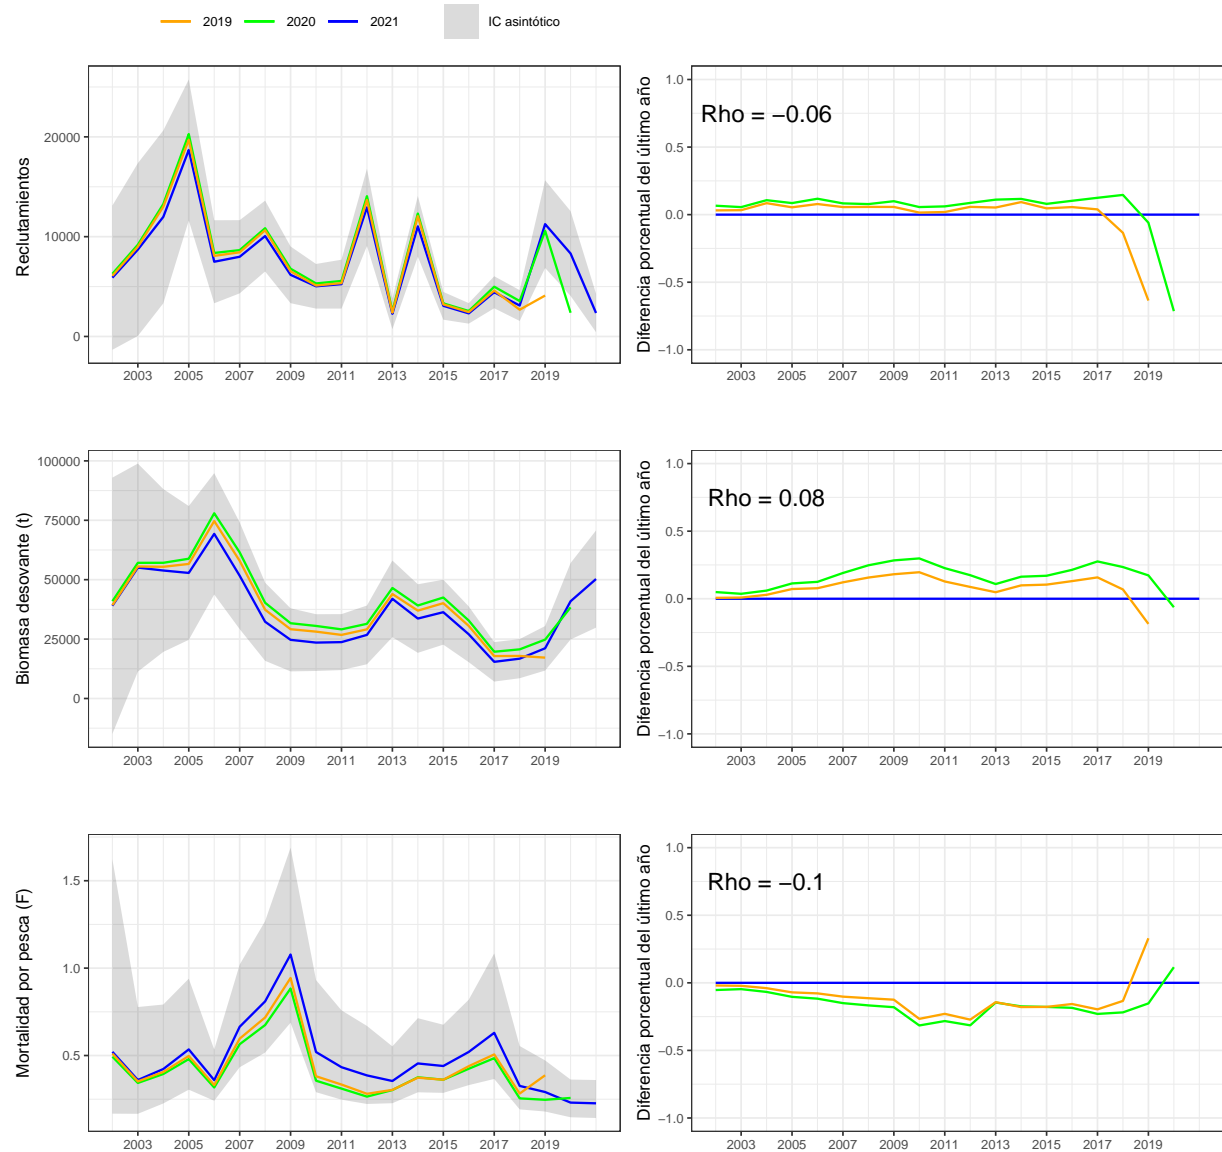 2019 2020 2021 IC asintótico
Reclutamientos
20000
10000
0
2003 2005 2007 2009 2011 2013 2015 2017 2019
Diferencia porcentual del último año
1.0
0.5
0.0
−0.5
−1.0
Rho = −0.06
2003 2005 2007 2009 2011 2013 2015 2017 2019
Biomasa desovante (t)
100000
75000
50000
25000
0
2003 2005 2007 2009 2011 2013 2015 2017 2019
Diferencia porcentual del último año
1.0
0.5
0.0
−0.5
−1.0
Rho = 0.08
2003 2005 2007 2009 2011 2013 2015 2017 2019
Mortalidad por pesca (F)
1.5
1.0
0.5
2003 2005 2007 2009 2011 2013 2015 2017 2019
Diferencia porcentual del último año
1.0
0.5
0.0
−0.5
−1.0
Rho = −0.1
2003 2005 2007 2009 2011 2013 2015 2017 2019